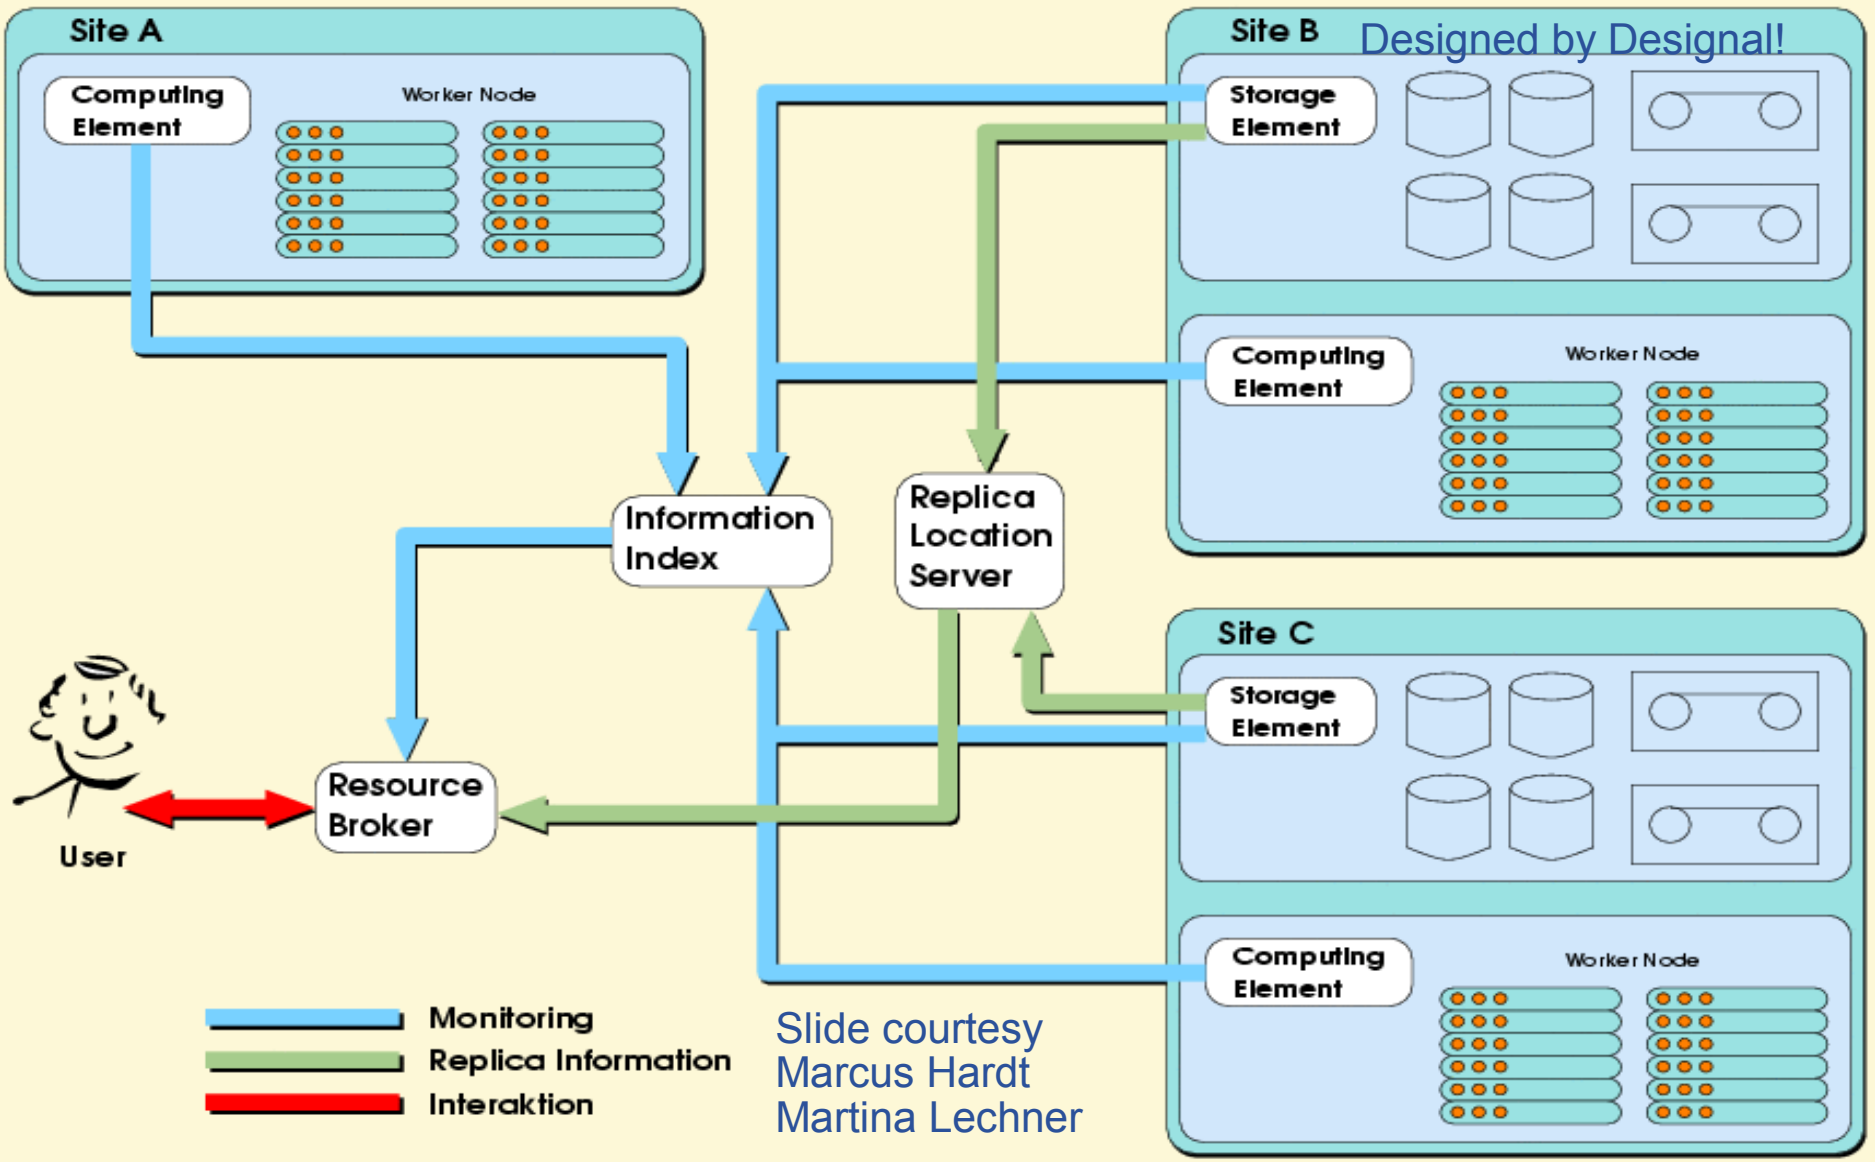 Site A
Computing
Element
Worker Node
Site B
Designed by Designal!
Storage
Element
Computing
Element
Worker Node
Information
Index
Replica
Location
Server
Site C
Storage
Element
Resource
Broker
User
Computing
Element
Worker Node
Monitoring
Replica Information
Interaktion
Slide courtesy
Marcus Hardt
Martina Lechner